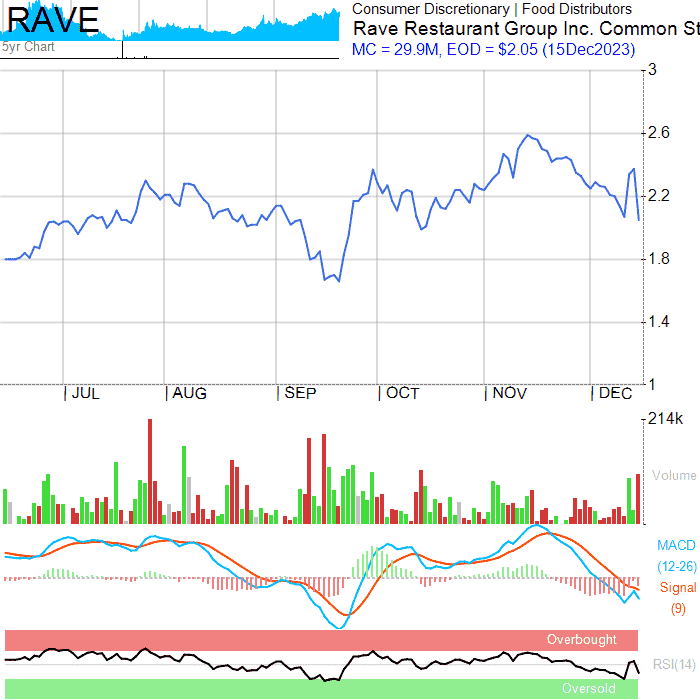 RAVE
5yr Chart
Consumer Discretionary | Food Distributors
Rave Restaurant Group Inc. Common St
MC = 29.9M, EOD = $2.05 (15Dec2023)
3
2.6
2.2
1.8
1.4
1
| JUL | AUG | SEP | OCT | NOV | DEC
214k
Volume
MACD
(12-26)
Signal
(9)
Overbought
RSI(14)
Oversold